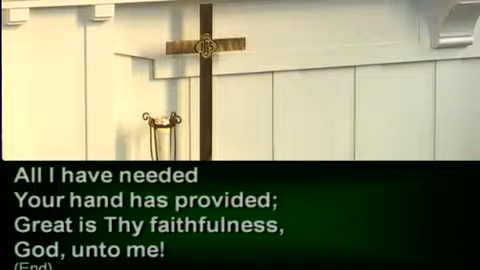 All I have needed
Your hand has provided;
Great is Thy faithfulness,
God, unto me!
(End)